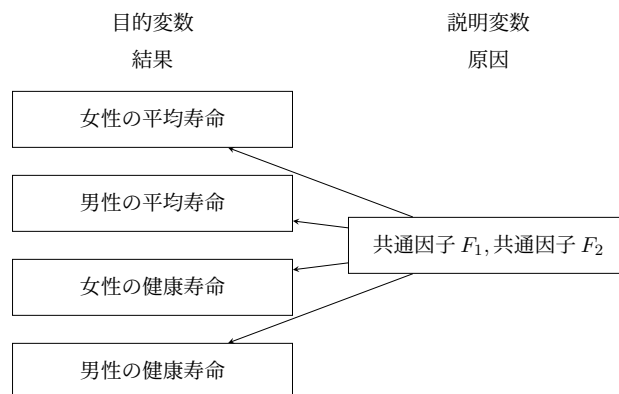 目的変数
結果
説明変数
原因
女性の平均寿命
男性の平均寿命
女性の健康寿命
男性の健康寿命
共通因子 F₁, 共通因子 F₂